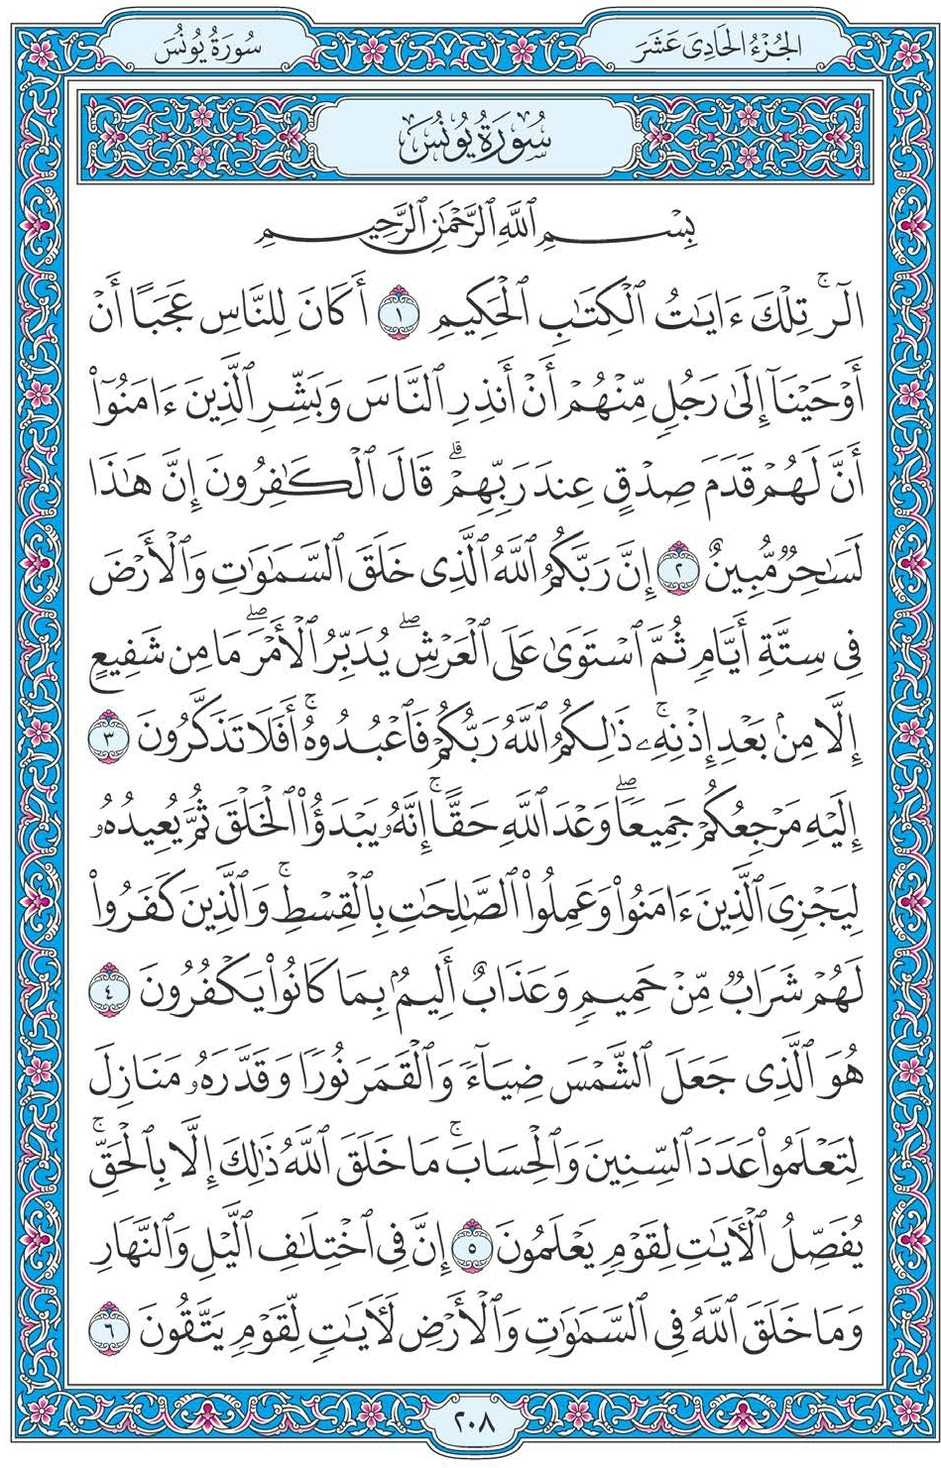 الجُزْءُ الحَادِى عَشَرَ
سُورَةُ يُونُسَ
سُورَةُ يُونُسَ
بِسْمِ ٱللَّهِ ٱلرَّحْمَٰنِ ٱلرَّحِيمِ
الٓرۚ تِلْكَ ءَايَٰتُ ٱلْكِتَٰبِ ٱلْحَكِيمِ ١ أَكَانَ لِلنَّاسِ عَجَبًا أَنْ
أَوْحَيْنَآ إِلَىٰ رَجُلٍ مِّنْهُمْ أَنْ أَنذِرِ ٱلنَّاسَ وَبَشِّرِ ٱلَّذِينَ ءَامَنُوٓا۟
أَنَّ لَهُمْ قَدَمَ صِدْقٍ عِندَ رَبِّهِمْۗ قَالَ ٱلْكَٰفِرُونَ إِنَّ هَٰذَا
لَسَٰحِرٌ مُّبِينٌ ٢ إِنَّ رَبَّكُمُ ٱللَّهُ ٱلَّذِى خَلَقَ ٱلسَّمَٰوَٰتِ وَٱلْأَرْضَ
فِى سِتَّةِ أَيَّامٍ ثُمَّ ٱسْتَوَىٰ عَلَى ٱلْعَرْشِۖ يُدَبِّرُ ٱلْأَمْرَۖ مَا مِن شَفِيعٍ
إِلَّا مِنۢ بَعْدِ إِذْنِهِۦۚ ذَٰلِكُمُ ٱللَّهُ رَبُّكُمْ فَٱعْبُدُوهُۚ أَفَلَا تَذَكَّرُونَ ٣
إِلَيْهِ مَرْجِعُكُمْ جَمِيعًاۖ وَعْدَ ٱللَّهِ حَقًّاۚ إِنَّهُۥ يَبْدَؤُا۟ ٱلْخَلْقَ ثُمَّ يُعِيدُهُۥ
لِيَجْزِىَ ٱلَّذِينَ ءَامَنُوا۟ وَعَمِلُوا۟ ٱلصَّٰلِحَٰتِ بِٱلْقِسْطِۚ وَٱلَّذِينَ كَفَرُوا۟
لَهُمْ شَرَابٌ مِّنْ حَمِيمٍ وَعَذَابٌ أَلِيمٌۢ بِمَا كَانُوا۟ يَكْفُرُونَ ٤
هُوَ ٱلَّذِى جَعَلَ ٱلشَّمْسَ ضِيَآءً وَٱلْقَمَرَ نُورًا وَقَدَّرَهُۥ مَنَازِلَ
لِتَعْلَمُوا۟ عَدَدَ ٱلسِّنِينَ وَٱلْحِسَابَۚ مَا خَلَقَ ٱللَّهُ ذَٰلِكَ إِلَّا بِٱلْحَقِّۚ
يُفَصِّلُ ٱلْءَايَٰتِ لِقَوْمٍ يَعْلَمُونَ ٥ إِنَّ فِى ٱخْتِلَٰفِ ٱلَّيْلِ وَٱلنَّهَارِ
وَمَا خَلَقَ ٱللَّهُ فِى ٱلسَّمَٰوَٰتِ وَٱلْأَرْضِ لَءَايَٰتٍ لِّقَوْمٍ يَتَّقُونَ ٦
٢٠٨